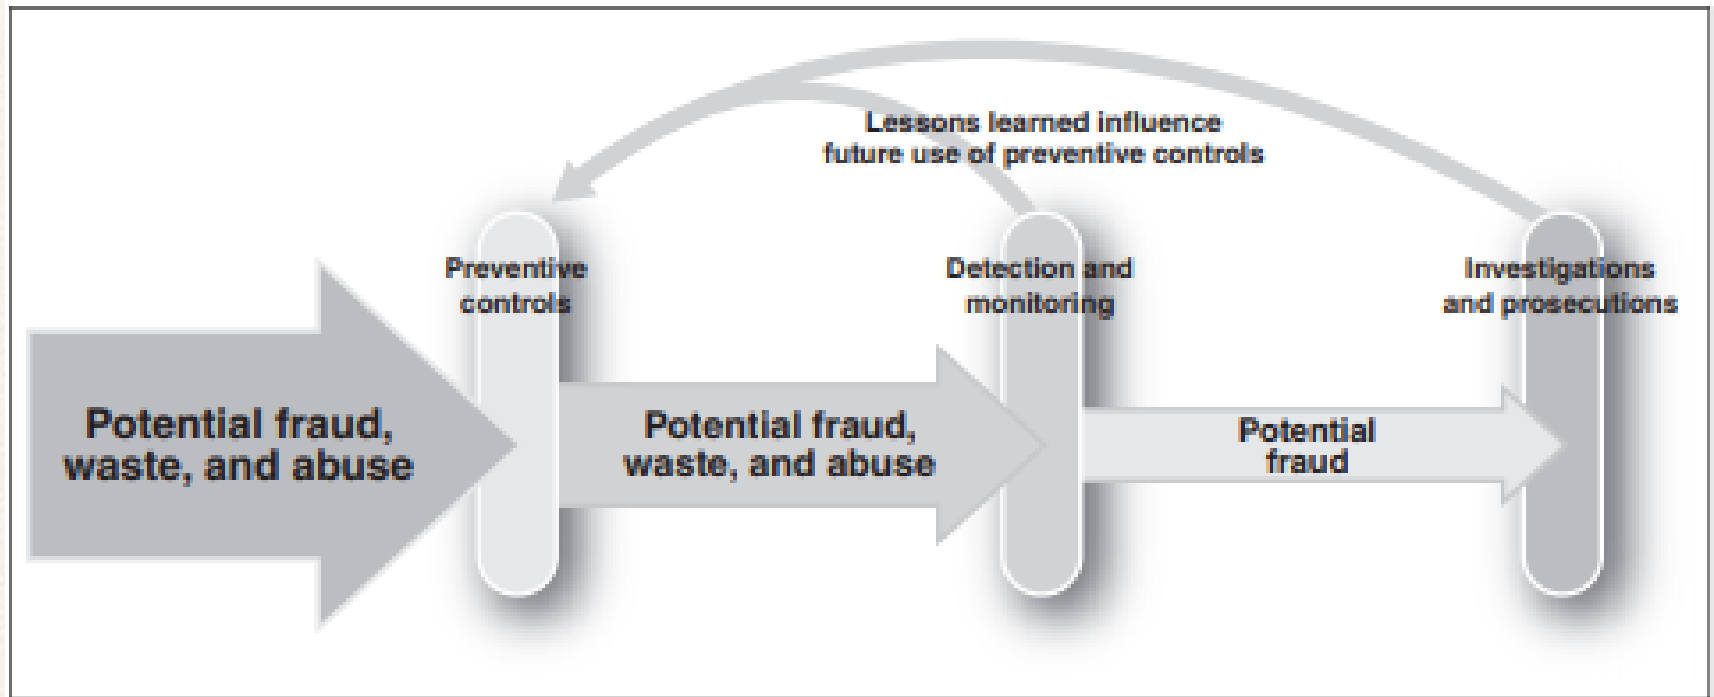 Lessons learned influence
future use of preventive controls
Preventive
controls
Detection and
monitoring
Investigations
and prosecutions
Potential fraud,
waste, and abuse
Potential fraud,
waste, and abuse
Potential
fraud